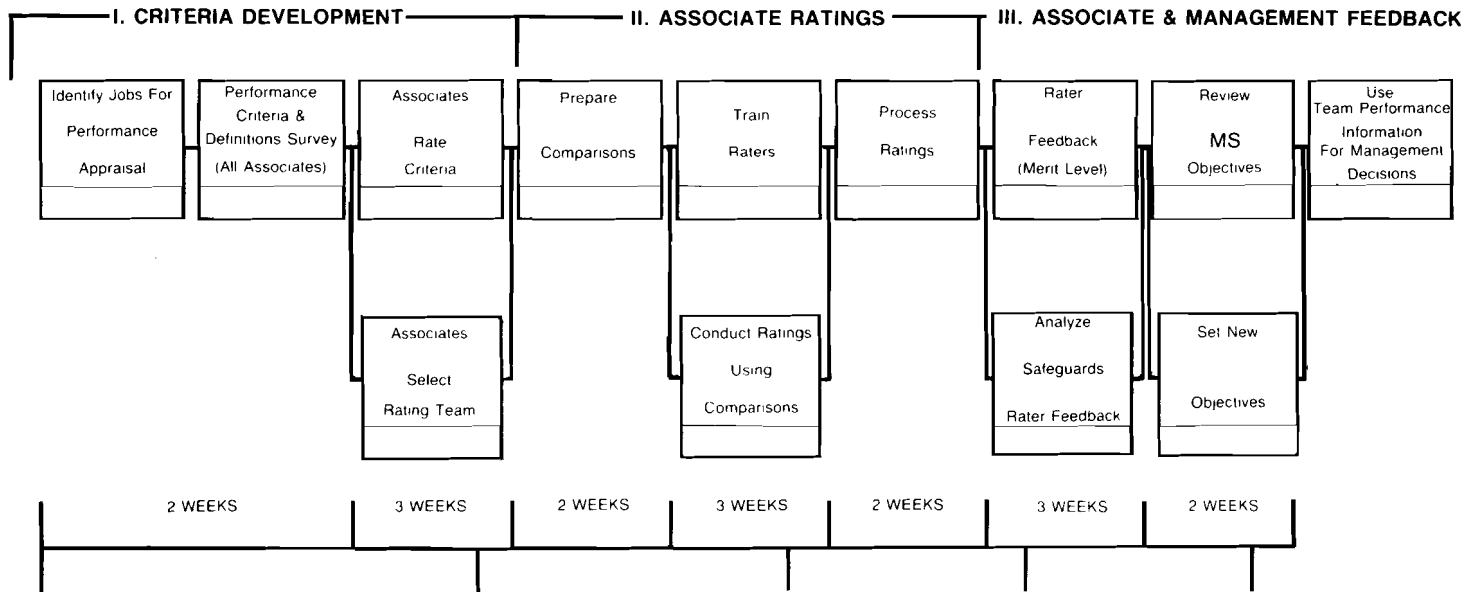 I. CRITERIA DEVELOPMENT
II. ASSOCIATE RATINGS
III. ASSOCIATE & MANAGEMENT FEEDBACK
Identify Jobs For
Performance
Appraisal
Performance
Criteria &
Definitions Survey
(All Associates)
Associates
Rate
Criteria
Prepare
Comparisons
Train
Raters
Process
Ratings
Rater
Feedback
(Merit Level)
Review
MS
Objectives
Use
Team Performance
Information
For Management
Decisions
Associates
Select
Rating Team
Conduct Ratings
Using
Comparisons
Analyze
Safeguards
Rater Feedback
Set New
Objectives
2 WEEKS
3 WEEKS
2 WEEKS
3 WEEKS
2 WEEKS
3 WEEKS
2 WEEKS